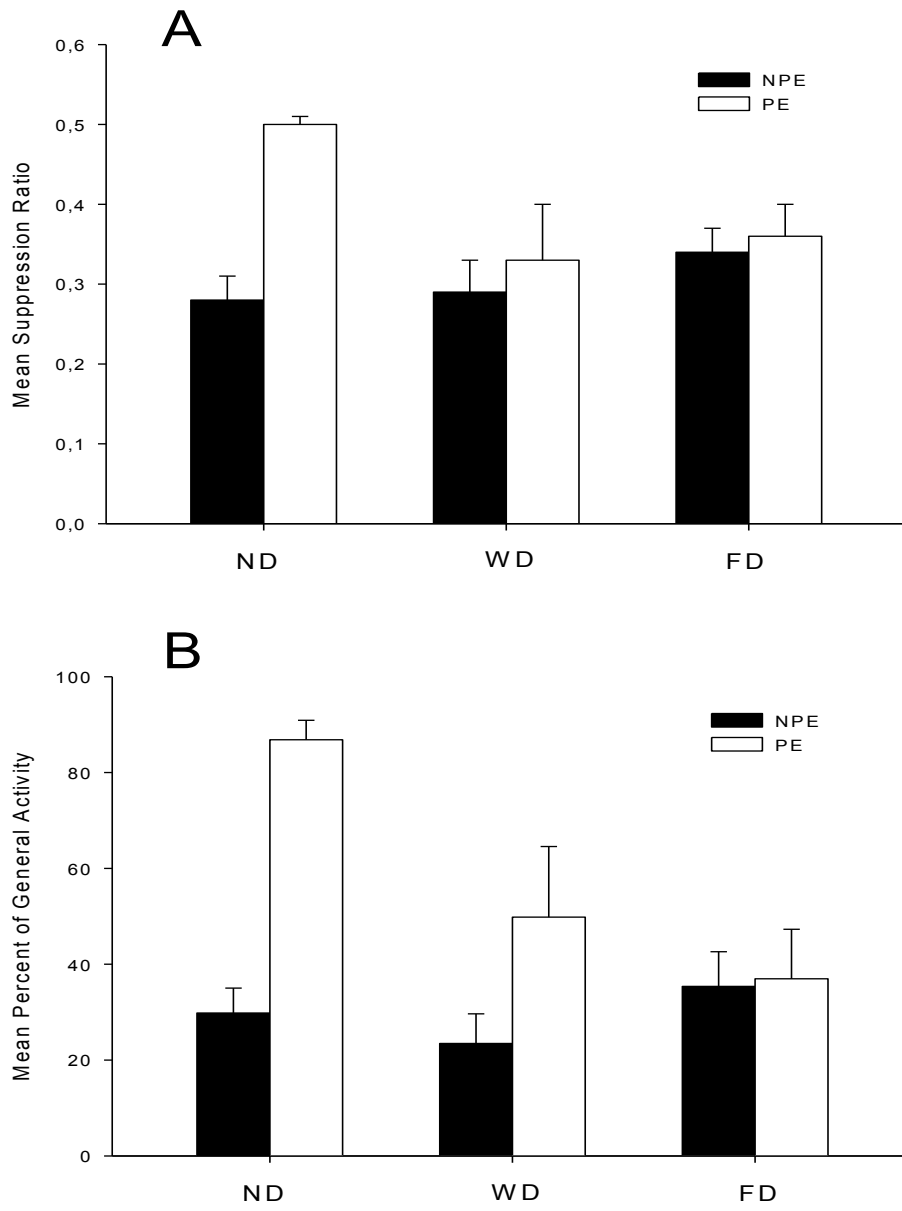 A
0,6
0,5
0,4
0,3
0,2
0,1
0,0
Mean Suppression Ratio
NPE
PE
ND WD FD
B
100
80
60
40
20
0
Mean Percent of General Activity
NPE
PE
ND WD FD